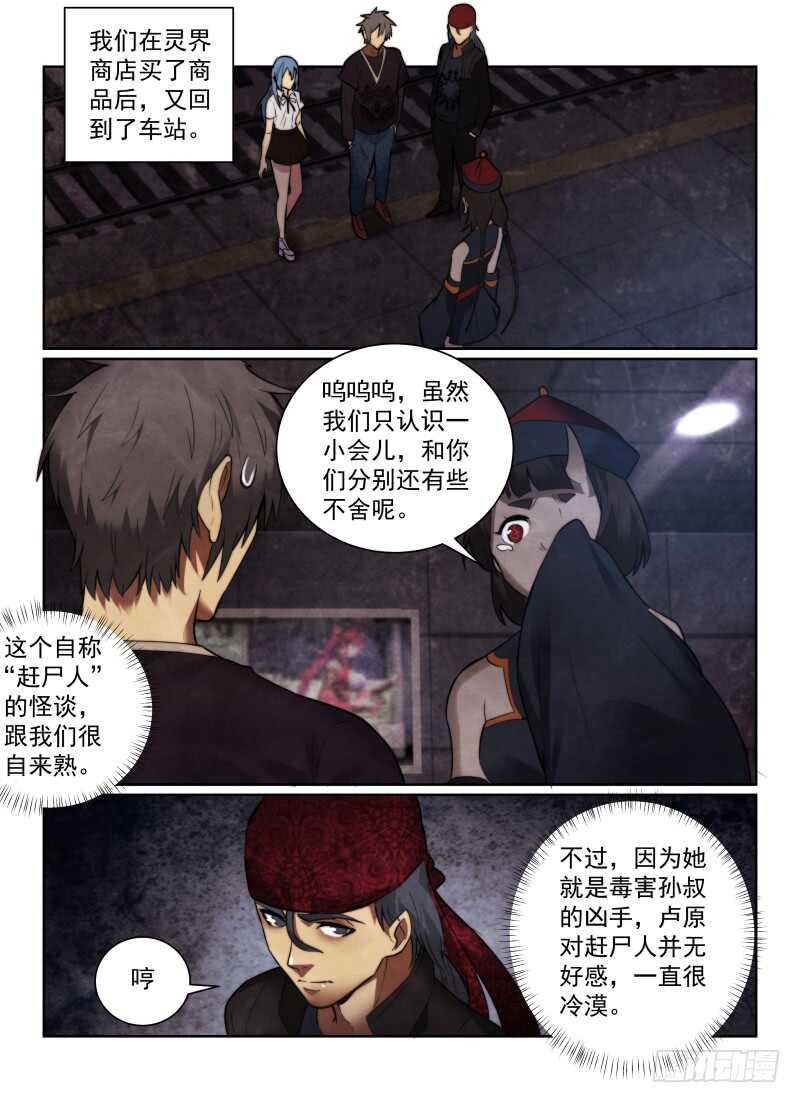 我们在灵界
商店买了商
品后，又回
到了车站。
呜呜呜，虽然
我们只认识一
小会儿，和你
们分别还有些
不舍呢。
这个自称
“赶尸人”
的怪谈，
跟我们很
自来熟。
哼
不过，因为她
就是毒害孙叔
的凶手，卢原
对赶尸人并无
好感，一直很
冷漠。